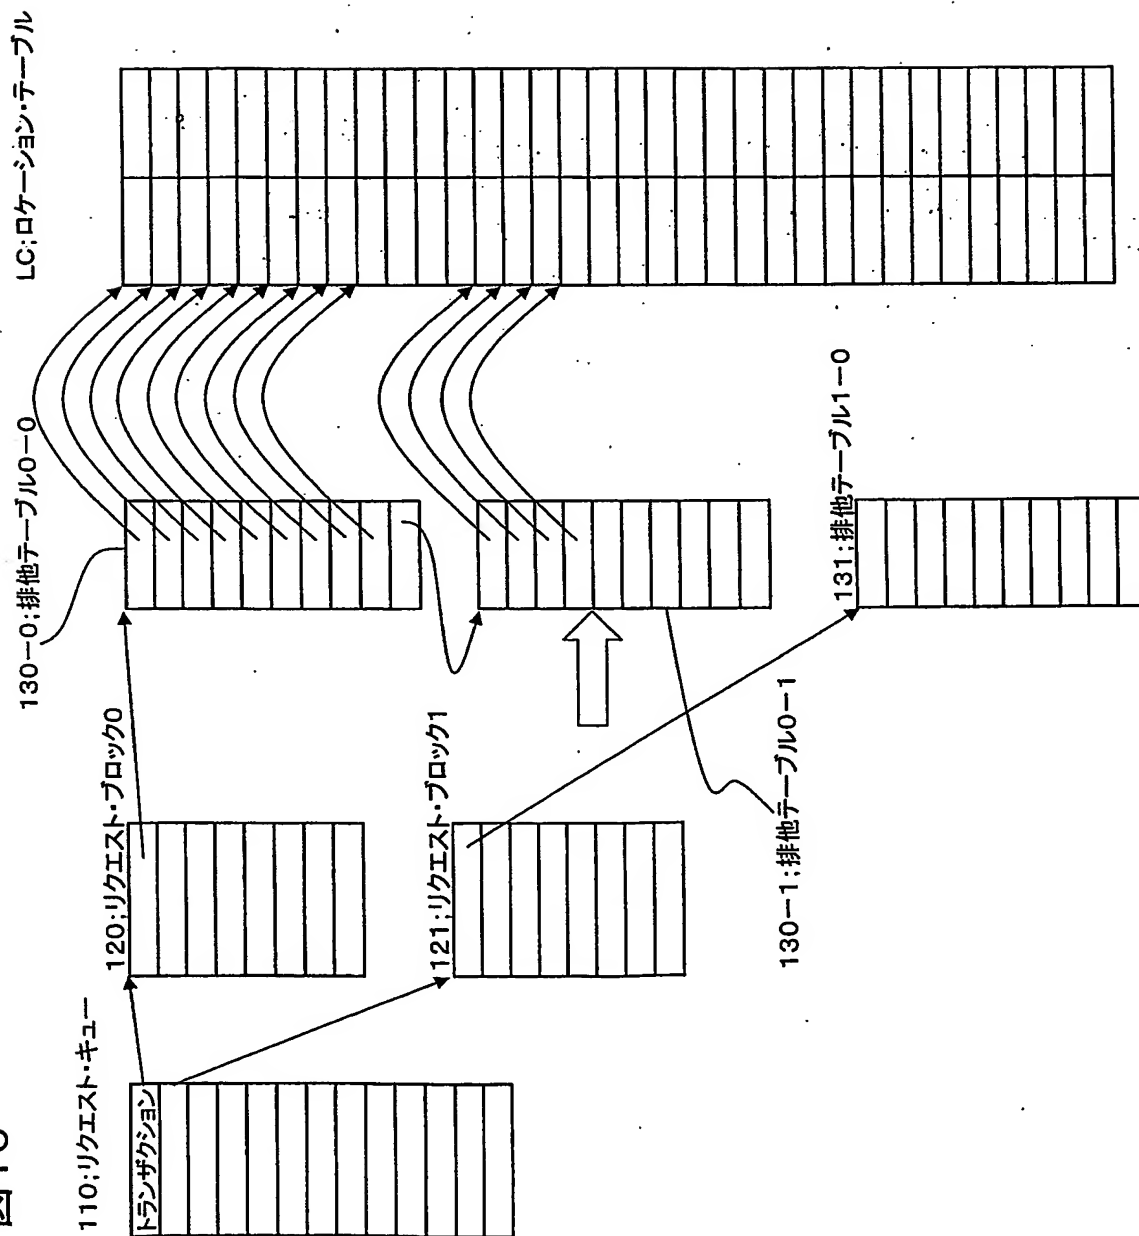 110;リクエスト・キュー
トランザクション
120;リクエスト・ブロック0
121;リクエスト・ブロック1
130−0;排他テーブル0−0
130−1;排他テーブル0−1
131;排他テーブル1−0
LC;ロケーション・テーブル